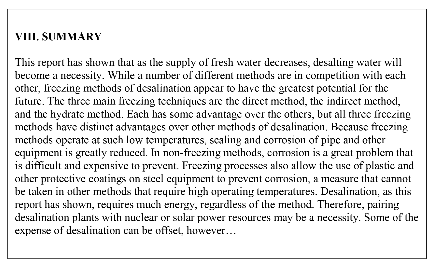 VIII. SUMMARY
This report has shown that as the supply of fresh water decreases, desalting water will
become a necessity. While a number of different methods are in competition with each
other, freezing methods of desalination appear to have the greatest potential for the
future. The three main freezing techniques are the direct method, the indirect method,
and the hydrate method. Each has some advantage over the others, but all three freezing
methods have distinct advantages over other methods of desalination. Because freezing
methods operate at such low temperatures, scaling and corrosion of pipe and other
equipment is greatly reduced. In non-freezing methods, corrosion is a great problem that
is difficult and expensive to prevent. Freezing processes also allow the use of plastic and
other protective coatings on steel equipment to prevent corrosion, a measure that cannot
be taken in other methods that require high operating temperatures. Desalination, as this
report has shown, requires much energy, regardless of the method. Therefore, pairing
desalination plants with nuclear or solar power resources may be a necessity. Some of the
expense of desalination can be offset, however…